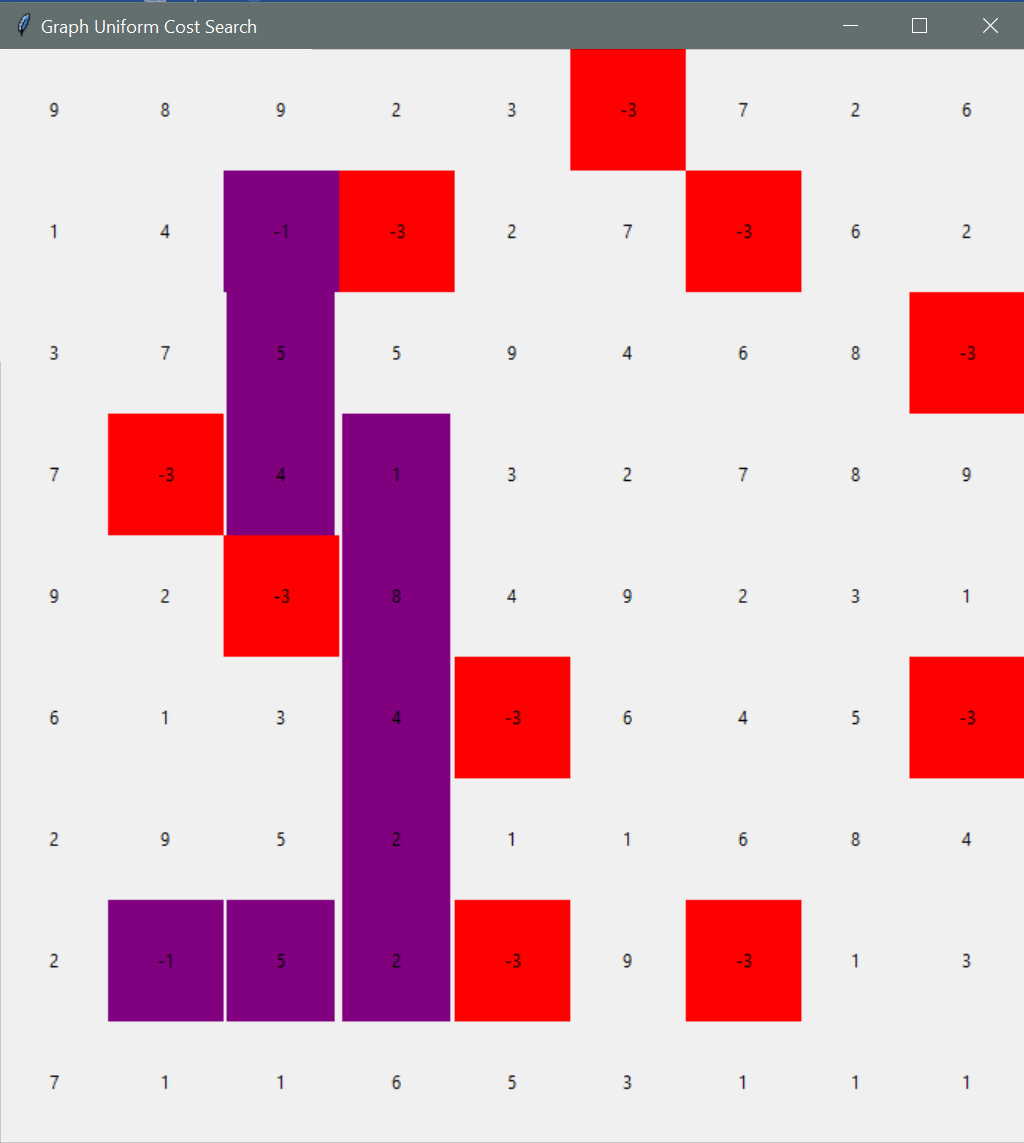 Graph Uniform Cost Search
9 8 9 2 3 -3 7 2 6
1 4 -1 -3 2 7 -3 6 2
3 7 5 5 9 4 6 8 -3
7 -3 4 1 3 2 7 8 9
9 2 -3 8 4 9 2 3 1
6 1 3 4 -3 6 4 5 -3
2 9 5 2 1 1 6 8 4
2 -1 5 2 -3 9 -3 1 3
7 1 1 6 5 3 1 1 1